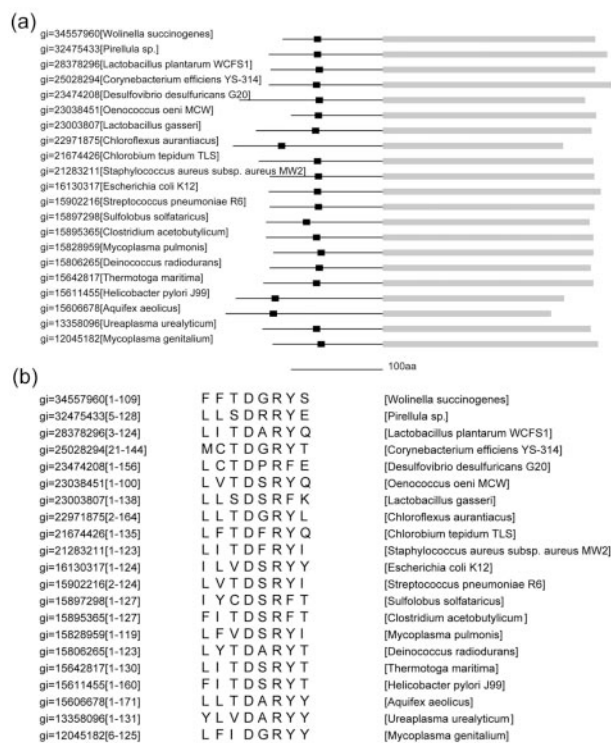 (a)
gi=34557960[Wolinella succinogenes]
gi=32475433[Pirellula sp.]
gi=28378296[Lactobacillus plantarum WCFS1]
gi=25028294[Corynebacterium efficiens YS-314]
gi=23474208[Desulfovibrio desulfuricans G20]
gi=23038451[Oenococcus oeni MCW]
gi=23003807[Lactobacillus gasseri]
gi=22971875[Chloroflexus aurantiacus]
gi=21674426[Chlorobium tepidum TLS]
gi=21283211[Staphylococcus aureus subsp. aureus MW2]
gi=16130317[Escherichia coli K12]
gi=15902216[Streptococcus pneumoniae R6]
gi=15897298[Sulfolobus solfataricus]
gi=15895365[Clostridium acetobutylicum]
gi=15828959[Mycoplasma pulmonis]
gi=15806265[Deinococcus radiodurans]
gi=15642817[Thermotoga maritima]
gi=15611455[Helicobacter pylori J99]
gi=15606678[Aquifex aeolicus]
gi=13358096[Ureaplasma urealyticum]
gi=12045182[Mycoplasma genitalium]
100aa
(b)
gi=34557960[1-109] F F T D G R Y S [Wolinella succinogenes]
gi=32475433[5-128] L L S D R R Y E [Pirellula sp.]
gi=28378296[3-124] L I T D A R Y Q [Lactobacillus plantarum WCFS1]
gi=25028294[21-144] M C T D G R Y T [Corynebacterium efficiens YS-314]
gi=23474208[1-156] L C T D P R F E [Desulfovibrio desulfuricans G20]
gi=23038451[1-100] L V T D S R Y Q [Oenococcus oeni MCW]
gi=23003807[1-138] L L S D S R F K [Lactobacillus gasseri]
gi=22971875[2-164] L L T D G R Y L [Chloroflexus aurantiacus]
gi=21674426[1-135] L F T D F R Y Q [Chlorobium tepidum TLS]
gi=21283211[1-123] L I T D F R Y I [Staphylococcus aureus subsp. aureus MW2]
gi=16130317[1-124] I L V D S R Y Y [Escherichia coli K12]
gi=15902216[2-124] L V T D S R Y I [Streptococcus pneumoniae R6]
gi=15897298[1-127] I Y C D S R F T [Sulfolobus solfataricus]
gi=15895365[1-127] F I T D S R F T [Clostridium acetobutylicum]
gi=15828959[1-119] L F V D S R Y I [Mycoplasma pulmonis]
gi=15806265[1-123] L Y T D A R Y T [Deinococcus radiodurans]
gi=15642817[1-130] L I T D S R Y T [Thermotoga maritima]
gi=15611455[1-160] F I T D S R Y T [Helicobacter pylori J99]
gi=15606678[1-171] L L T D A R Y Y [Aquifex aeolicus]
gi=13358096[1-131] Y L V D A R Y Y [Ureaplasma urealyticum]
gi=12045182[6-125] L F I D G R Y Y [Mycoplasma genitalium]